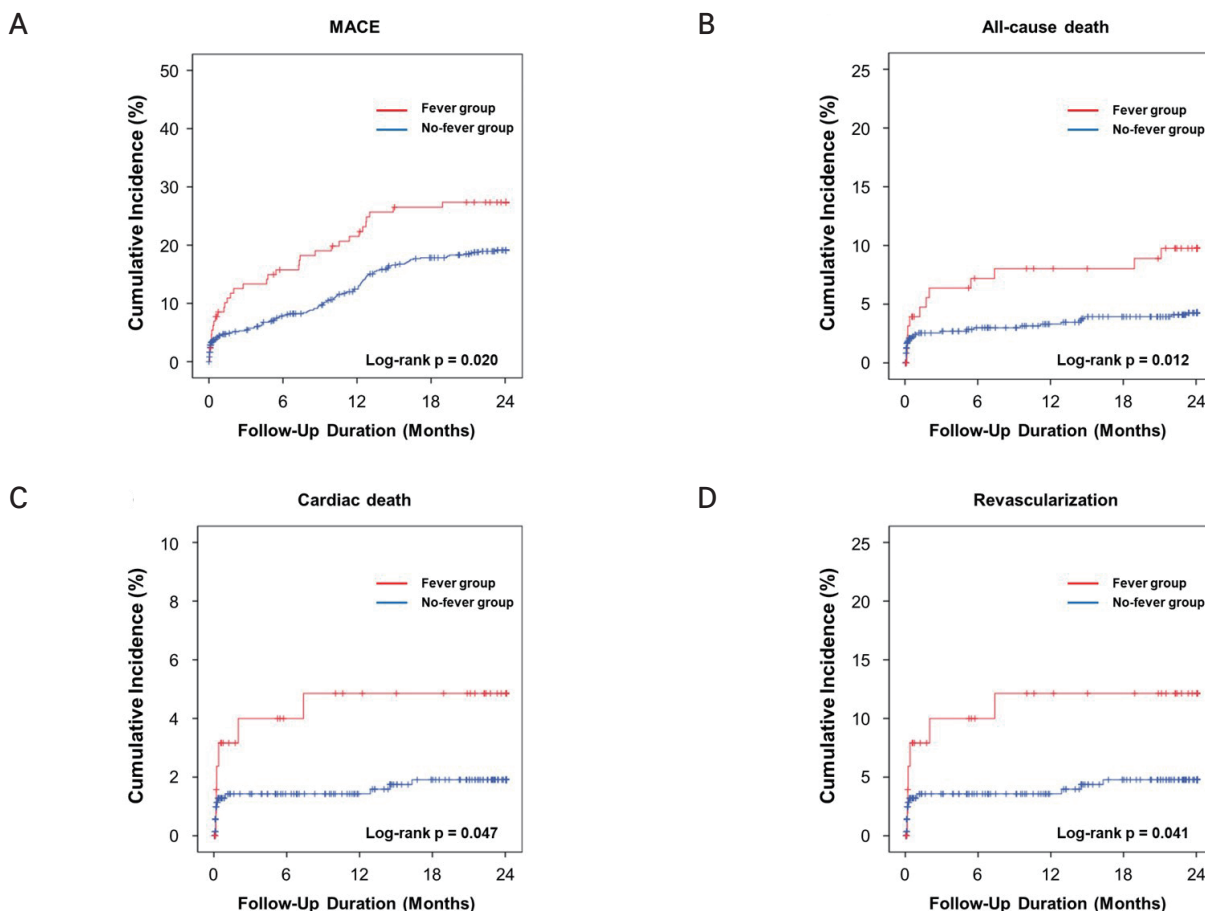 A
MACE
Cumulative Incidence (%)
50
40
30
20
10
0
Fever group
No-fever group
Log-rank p = 0.020
0 6 12 18 24
Follow-Up Duration (Months)
B
All-cause death
Cumulative Incidence (%)
25
20
15
10
5
0
Fever group
No-fever group
Log-rank p = 0.012
0 6 12 18 24
Follow-Up Duration (Months)
C
Cardiac death
Cumulative Incidence (%)
10
8
6
4
2
0
Fever group
No-fever group
Log-rank p = 0.047
0 6 12 18 24
Follow-Up Duration (Months)
D
Revascularization
Cumulative Incidence (%)
25
20
15
10
5
0
Fever group
No-fever group
Log-rank p = 0.041
0 6 12 18 24
Follow-Up Duration (Months)